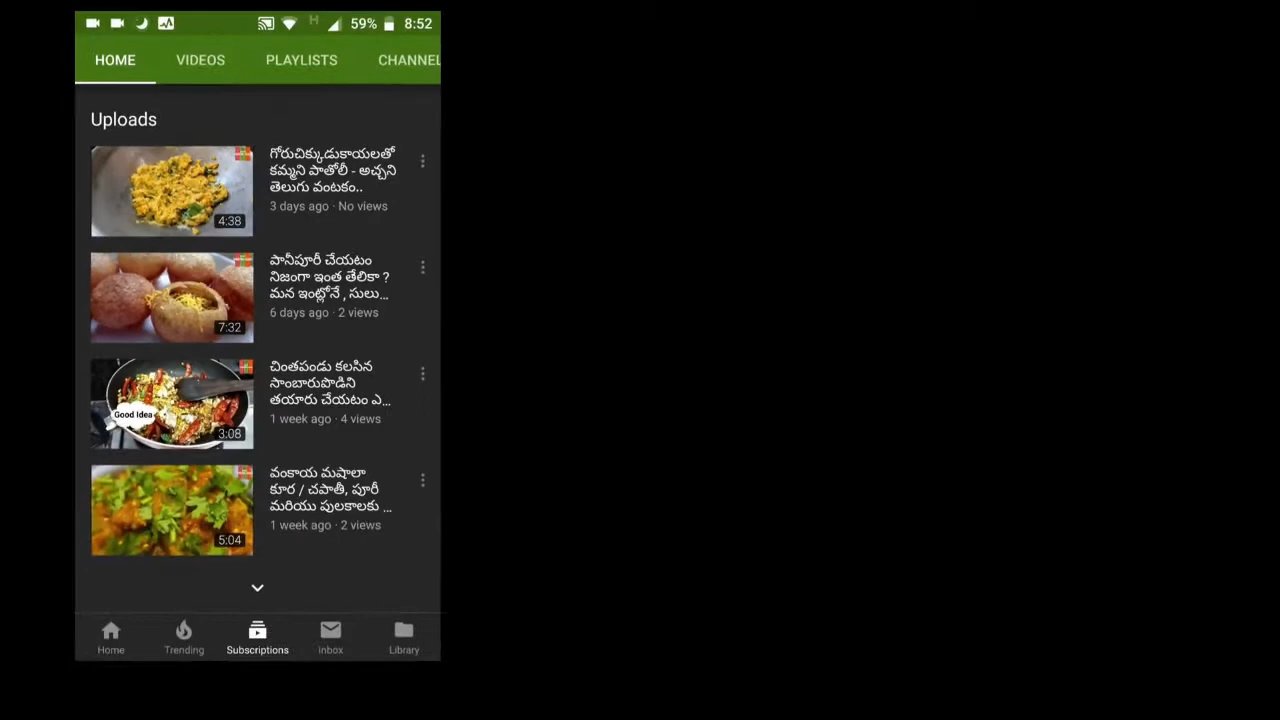 H 59% 8:52
HOME VIDEOS PLAYLISTS CHANNEL
Uploads
గోరుచిక్కుడుకాయలతో
కమ్మని పాతోలీ - అచ్చని
తెలుగు వంటకం..
3 days ago · No views
4:38
పానీపూరీ చేయటం
నిజంగా ఇంత తేలికా ?
మన ఇంట్లోనే , సులు...
6 days ago · 2 views
7:32
చింతపండు కలసిన
సాంబారుపొడిని
తయారు చేయటం ఎ...
1 week ago · 4 views
Good Idea
3:08
వంకాయ మషాలా
కూర / చపాతీ, పూరీ
మరియు పులకాలకు ...
1 week ago · 2 views
5:04
Home Trending Subscriptions Inbox Library